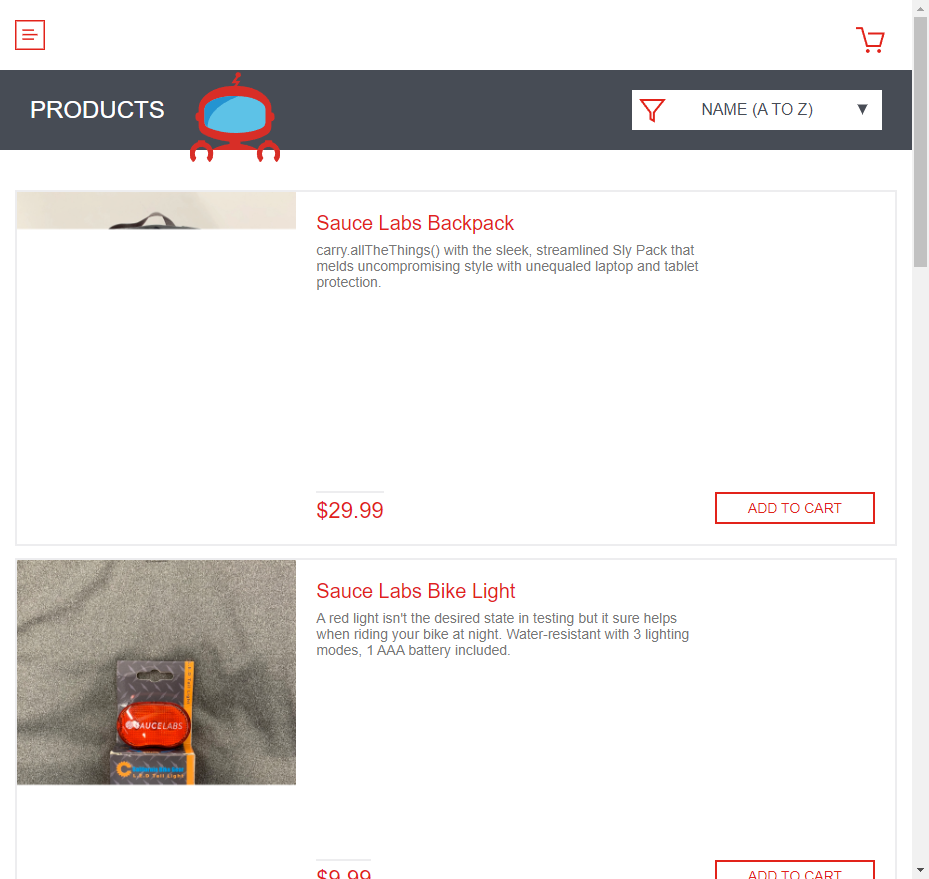 PRODUCTS
NAME (A TO Z)
Sauce Labs Backpack
carry.allTheThings() with the sleek, streamlined Sly Pack that
melds uncompromising style with unequaled laptop and tablet
protection.
$29.99
ADD TO CART
Sauce Labs Bike Light
A red light isn't the desired state in testing but it sure helps
when riding your bike at night. Water-resistant with 3 lighting
modes, 1 AAA battery included.
SAUCELABS
L.E.D Tail Light
$9.99
ADD TO CART